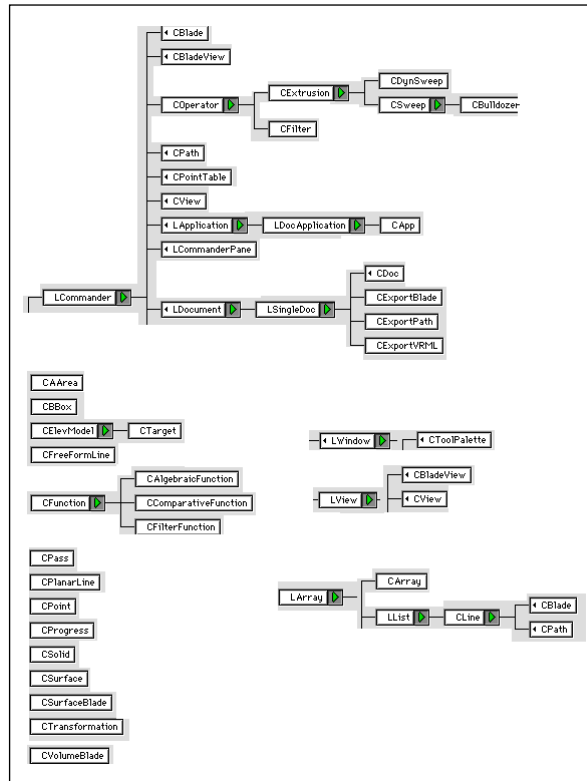 CBlade
CBladeView
COperator
CExtrusion
CDynSweep
CSweep
CBulldozer
CFilter
CPath
CPointTable
CView
LApplication
LDocApplication
CApp
LCommanderPane
LCommander
LDocument
LSingleDoc
CDoc
CExportBlade
CExportPath
CExportVRML
CAArea
CBBox
CElevModel
CTarget
CFreeFormLine
CFunction
CAlgebraicFunction
CComparativeFunction
CFilterFunction
LWindow
CToolPalette
LView
CBladeView
CView
CPass
CPlanarLine
CPoint
CProgress
CSolid
CSurface
CSurfaceBlade
CTransformation
CVolumeBlade
LArray
CArray
LList
CLine
CBlade
CPath